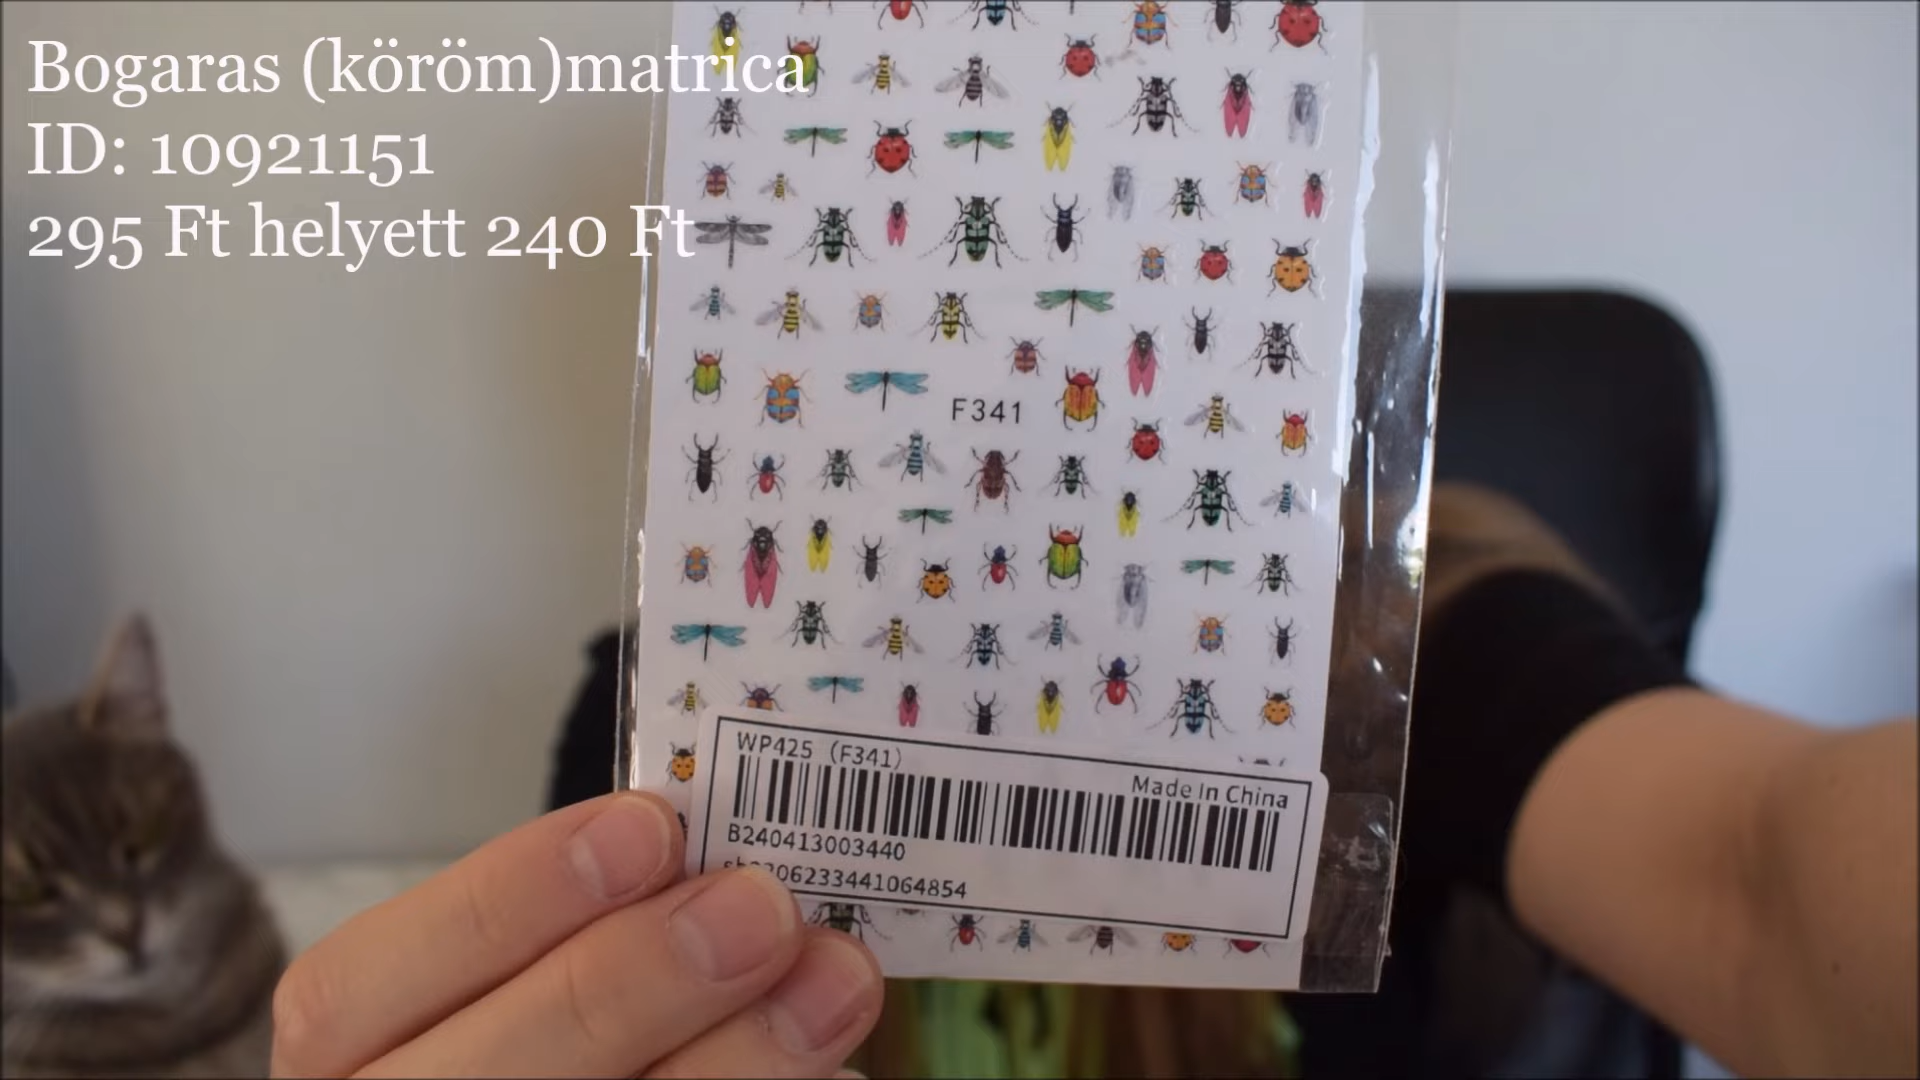 Bogaras (köröm)matrica
ID: 10921151
295 Ft helyett 240 Ft
F341
WP425 (F341)
Made In China
B240413003440